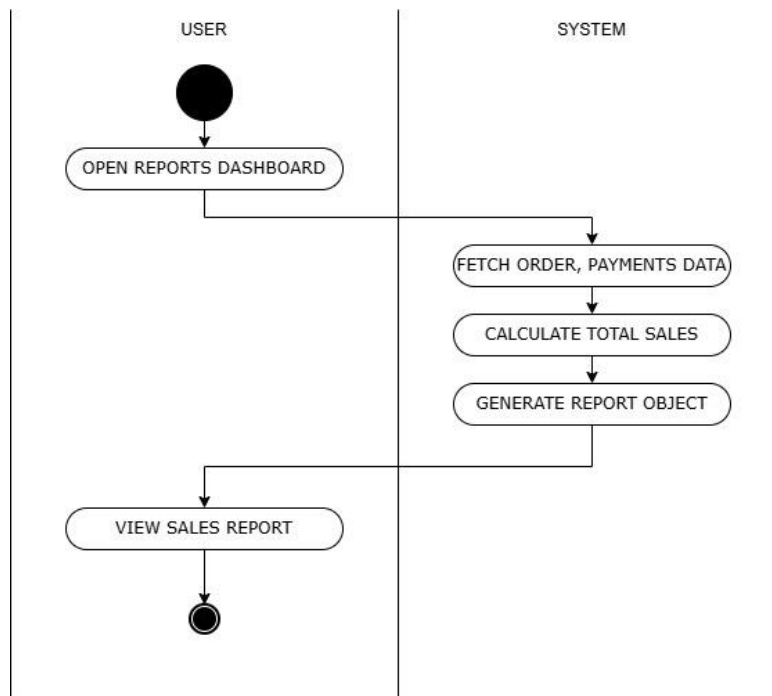 USER
SYSTEM
OPEN REPORTS DASHBOARD
FETCH ORDER, PAYMENTS DATA
CALCULATE TOTAL SALES
GENERATE REPORT OBJECT
VIEW SALES REPORT